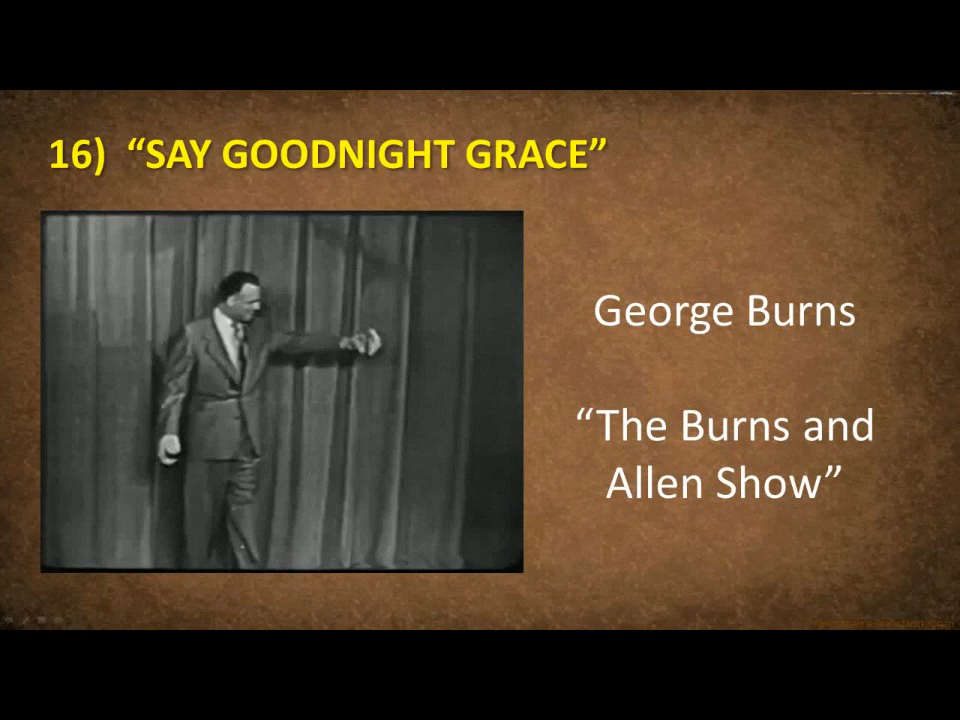 16) “SAY GOODNIGHT GRACE”
George Burns
“The Burns and
Allen Show”